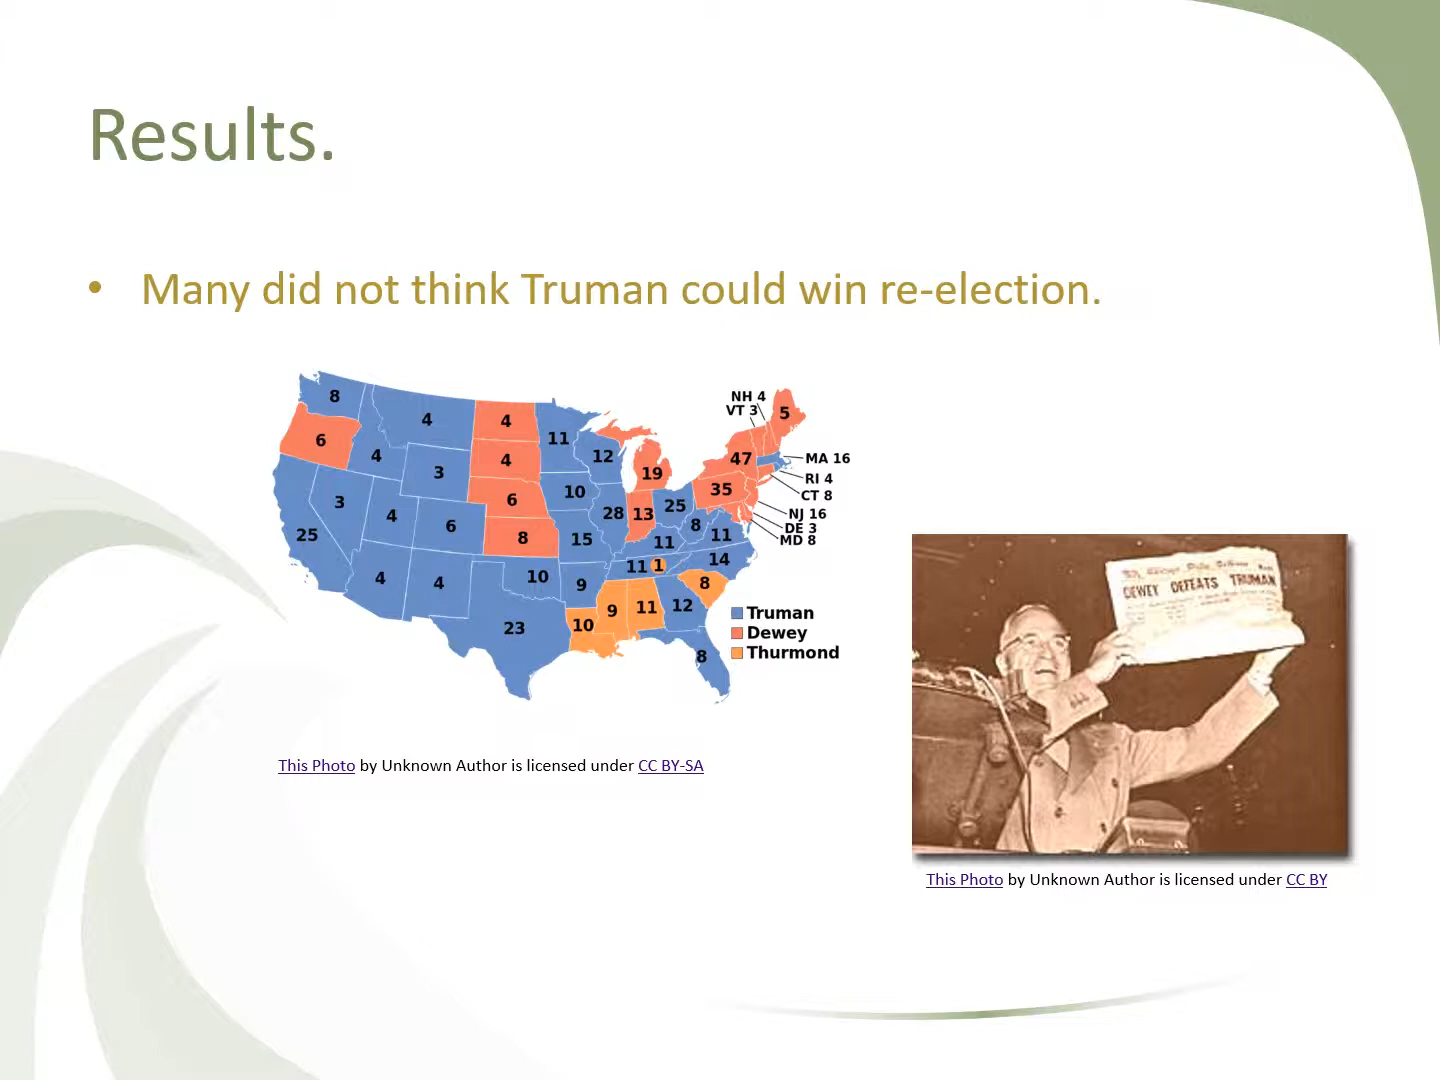 Results.
• Many did not think Truman could win re-election.
NH 4
VT 3
8
4
4
5
6
11
4
12
47
MA 16
4
3
19
RI 4
3
6
10
35
CT 8
4
6
28
13
25
NJ 16
25
8
15
8
11
DE 3
11
MD 8
4
4
10
9
11
1
14
8
23
10
9
11
12
8
Truman
Dewey
Thurmond
DEWEY DEFEATS TRUMAN
This Photo by Unknown Author is licensed under CC BY-SA
This Photo by Unknown Author is licensed under CC BY